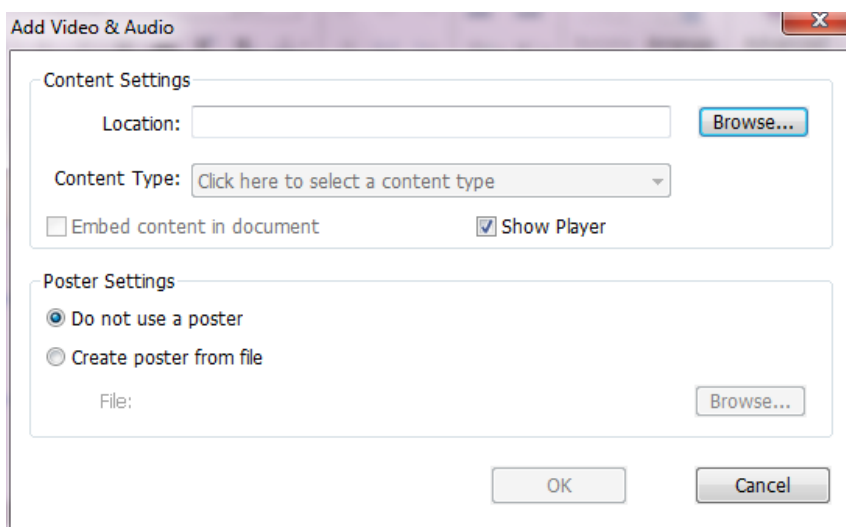 Add Video & Audio
Content Settings
Location:
Browse...
Content Type: Click here to select a content type
Embed content in document
Show Player
Poster Settings
Do not use a poster
Create poster from file
File:
Browse...
OK
Cancel